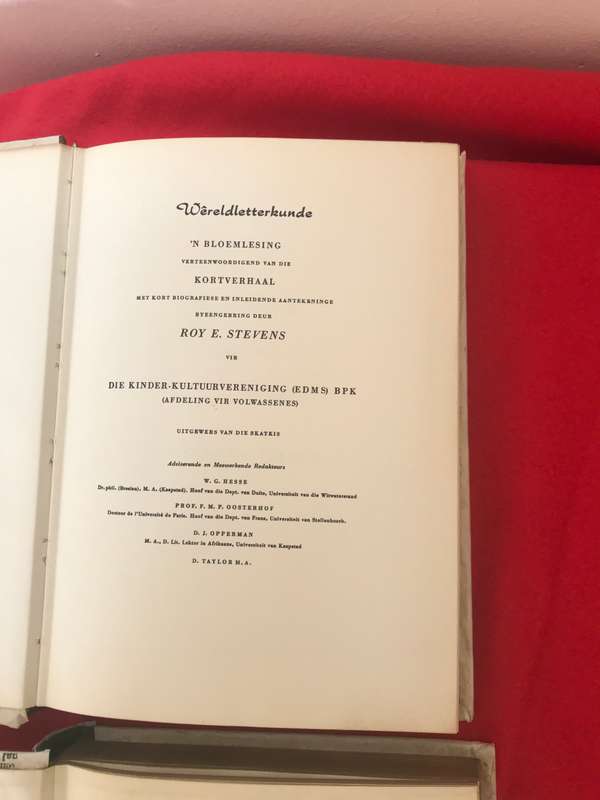 Wêreldletterkunde
'N BLOEMLESING
VERTEENWOORDIGEND VAN DIE
KORTVERHAAL
MET KORT BIOGRAFIESE EN INLEIDENDE AANTEKENINGE
BYEENGEBRING DEUR
ROY E. STEVENS
VIR
DIE KINDER-KULTUURVERENIGING (EDMS) BPK
(AFDELING VIR VOLWASSENES)
UITGEWERS VAN DIE SKATKIS
Adviserende en Meewerkende Redakteurs
W. G. HESSE
Dr. phil. (Breslau), M. A. (Kaapstad). Hoof van die Dept. van Duits, Universiteit van die Witwatersrand
PROF. F. M. P. OOSTERHOF
Docteur de l'Université de Paris. Hoof van die Dept. van Frans, Universiteit van Stellenbosch.
D. J. OPPERMAN
M. A., D. Lit. Lektor in Afrikaans, Universiteit van Kaapstad
D. TAYLOR M.A.